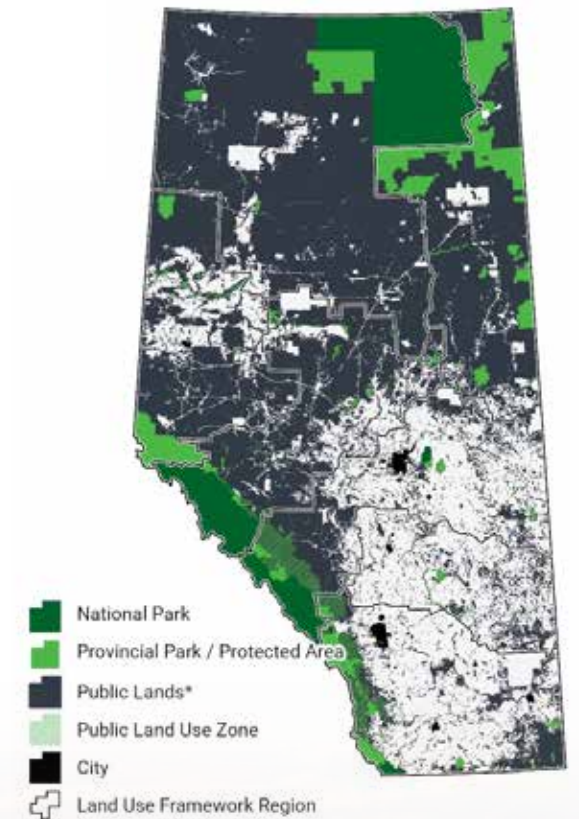 National Park
Provincial Park / Protected Area
Public Lands*
Public Land Use Zone
City
Land Use Framework Region